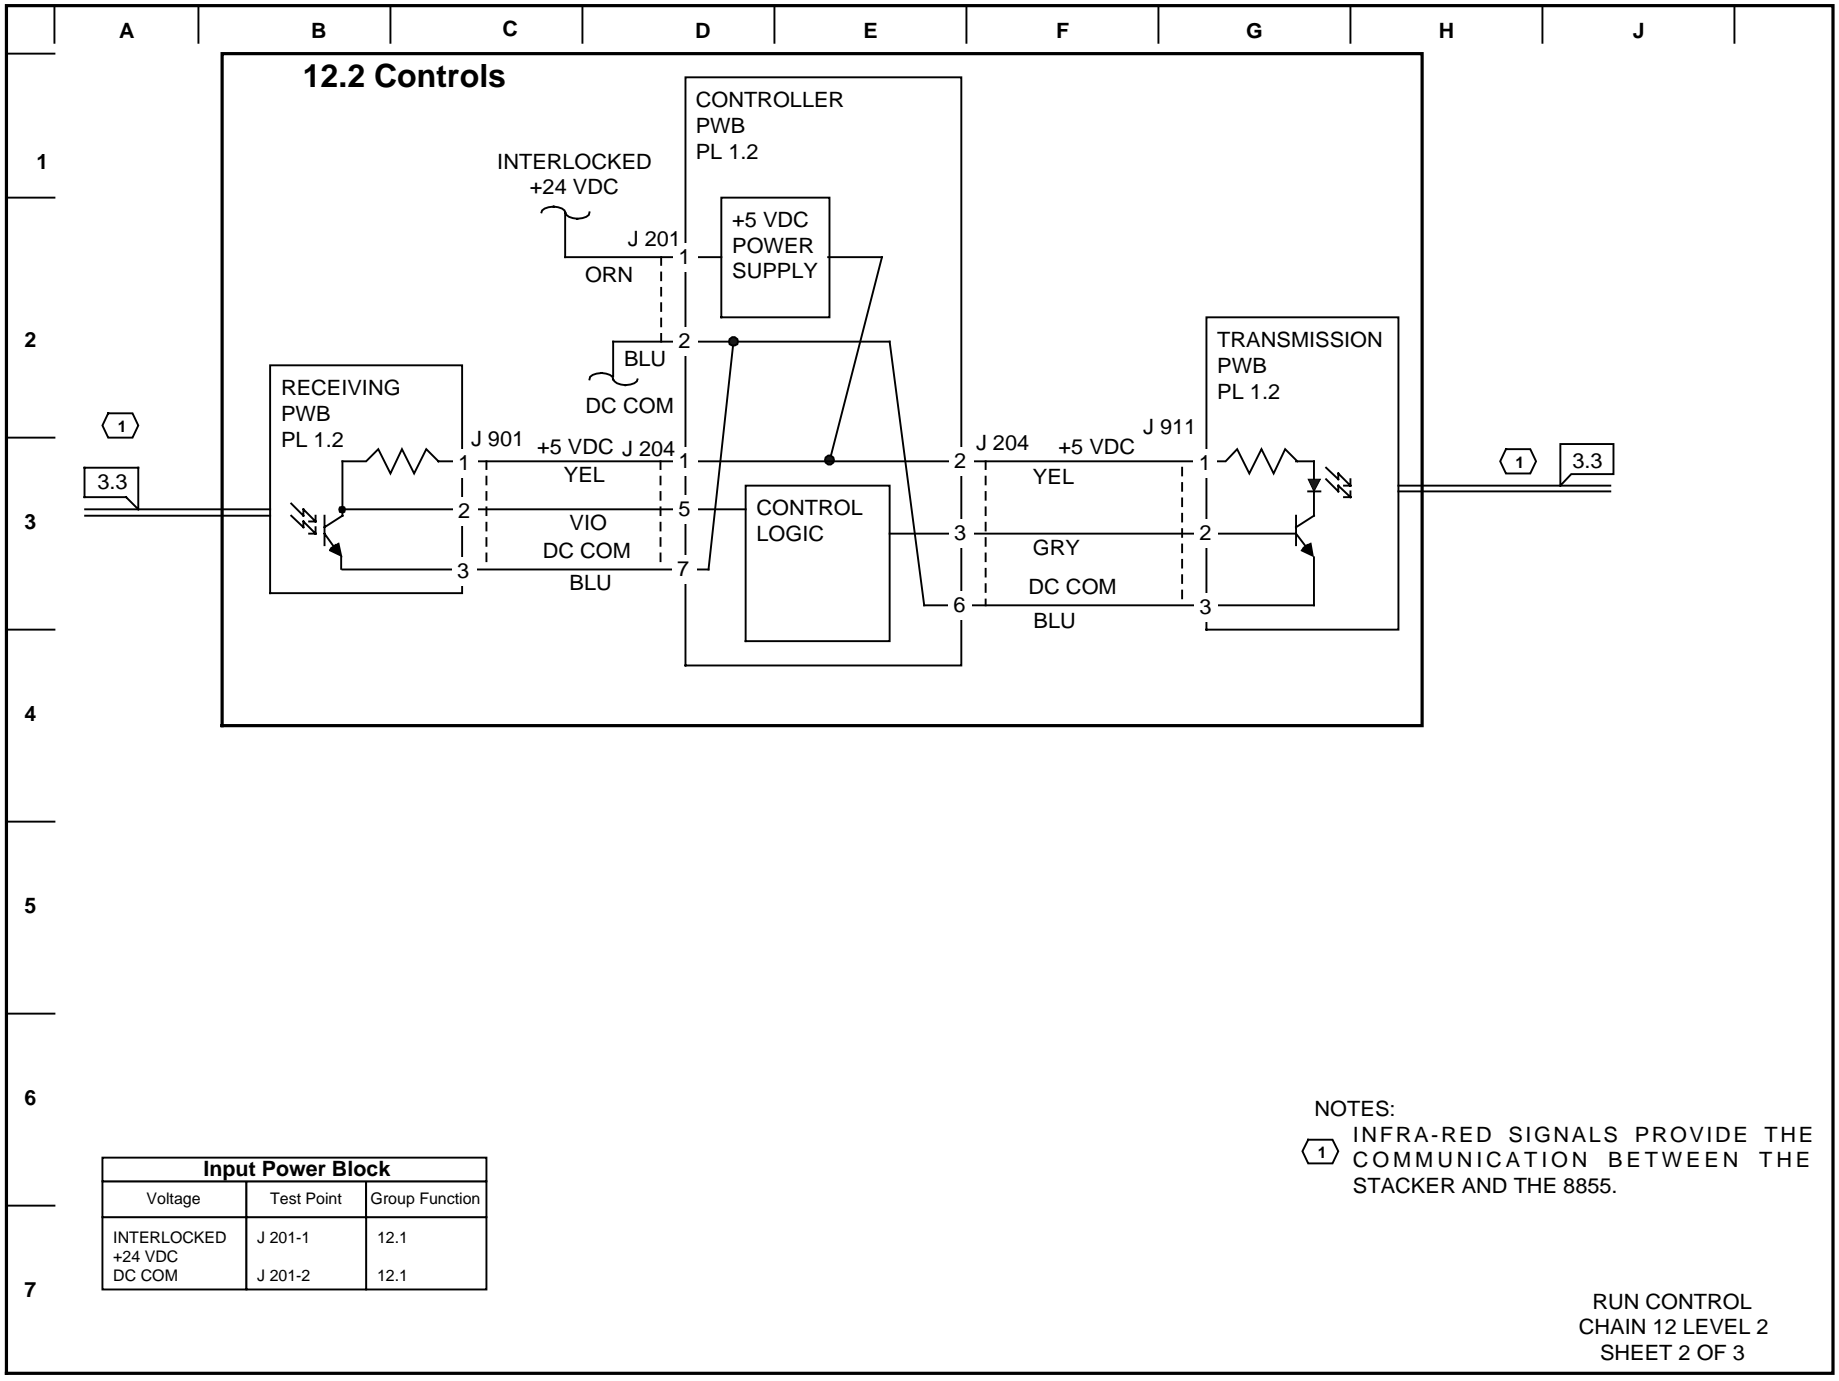 A B C D E F G H J
12.2 Controls
CONTROLLER
PWB
PL 1.2
1
INTERLOCKED
+24 VDC
+5 VDC
POWER
SUPPLY
J 201
1
ORN
2
2
BLU
DC COM
TRANSMISSION
PWB
PL 1.2
RECEIVING
PWB
PL 1.2
1
J 901
+5 VDC
J 204
J 204
+5 VDC
J 911
1
YEL
1
2
YEL
1
1
3.3
3.3
3
2
VIO
5
CONTROL
LOGIC
3
GRY
2
DC COM
3
BLU
7
DC COM
6
BLU
3
4
5
6
NOTES:
1
INFRA-RED SIGNALS PROVIDE THE
COMMUNICATION BETWEEN THE
STACKER AND THE 8855.
Input Power Block
Voltage Test Point Group Function
INTERLOCKED J 201-1 12.1
+24 VDC
DC COM J 201-2 12.1
7
RUN CONTROL
CHAIN 12 LEVEL 2
SHEET 2 OF 3